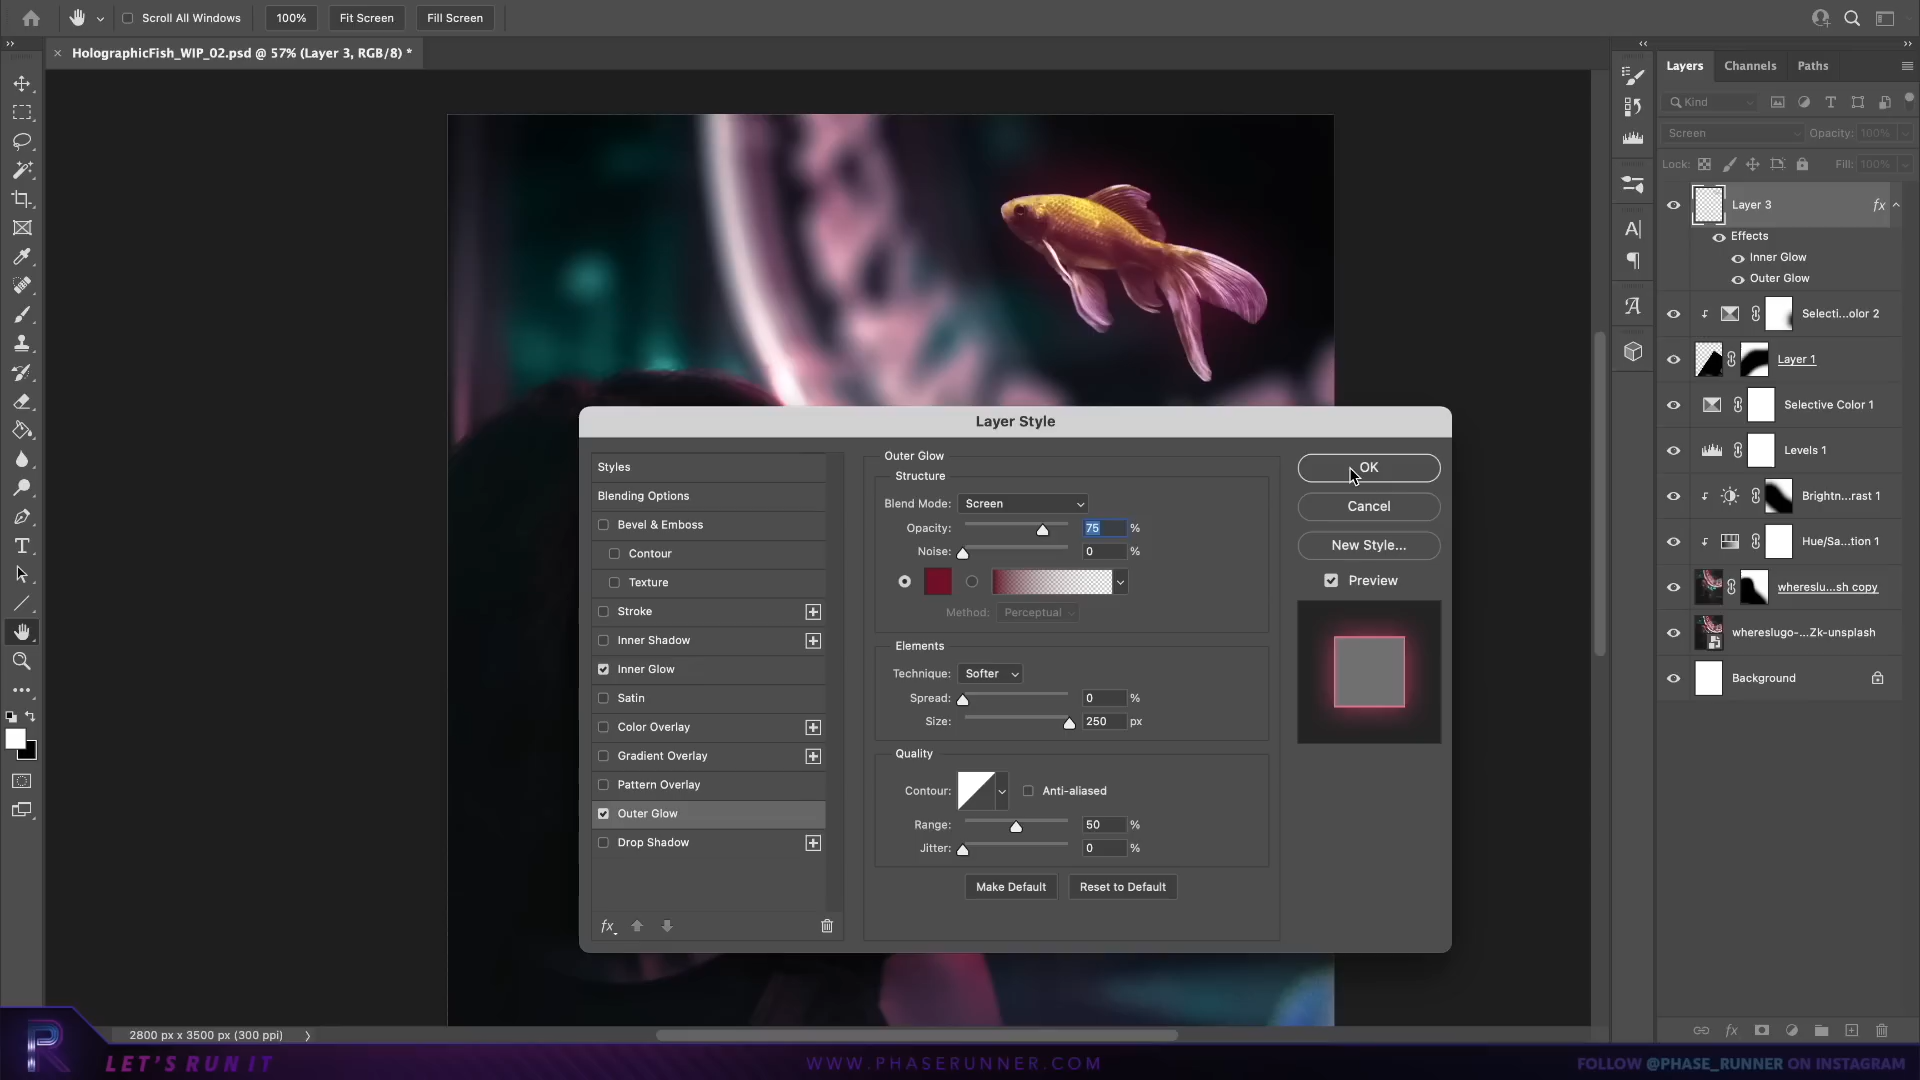 Scroll All Windows
100%
Fit Screen
Fill Screen
HolographicFish_WIP_02.psd @ 57% (Layer 3, RGB/8) *
Layers
Channels
Paths
Kind
Screen
Opacity: 100%
Lock:
Fill: 100%
Layer 3
fx
Effects
Inner Glow
Outer Glow
Selecti...olor 2
Layer 1
Selective Color 1
Levels 1
Brightn...rast 1
Hue/Sa...tion 1
whereslu...sh copy
whereslugo-...Zk-unsplash
Background
Layer Style
Styles
Blending Options
Bevel & Emboss
Contour
Texture
Stroke
Inner Shadow
Inner Glow
Satin
Color Overlay
Gradient Overlay
Pattern Overlay
Outer Glow
Drop Shadow
fx
Outer Glow
Structure
Blend Mode: Screen
Opacity: 75 %
Noise: 0 %
Method: Perceptual
Elements
Technique: Softer
Spread: 0 %
Size: 250 px
Quality
Contour:
Anti-aliased
Range: 50 %
Jitter: 0 %
Make Default
Reset to Default
OK
Cancel
New Style...
Preview
2800 px x 3500 px (300 ppi)
fx
R
LET'S RUN IT
WWW.PHASERUNNER.COM
FOLLOW @PHASE_RUNNER ON INSTAGRAM